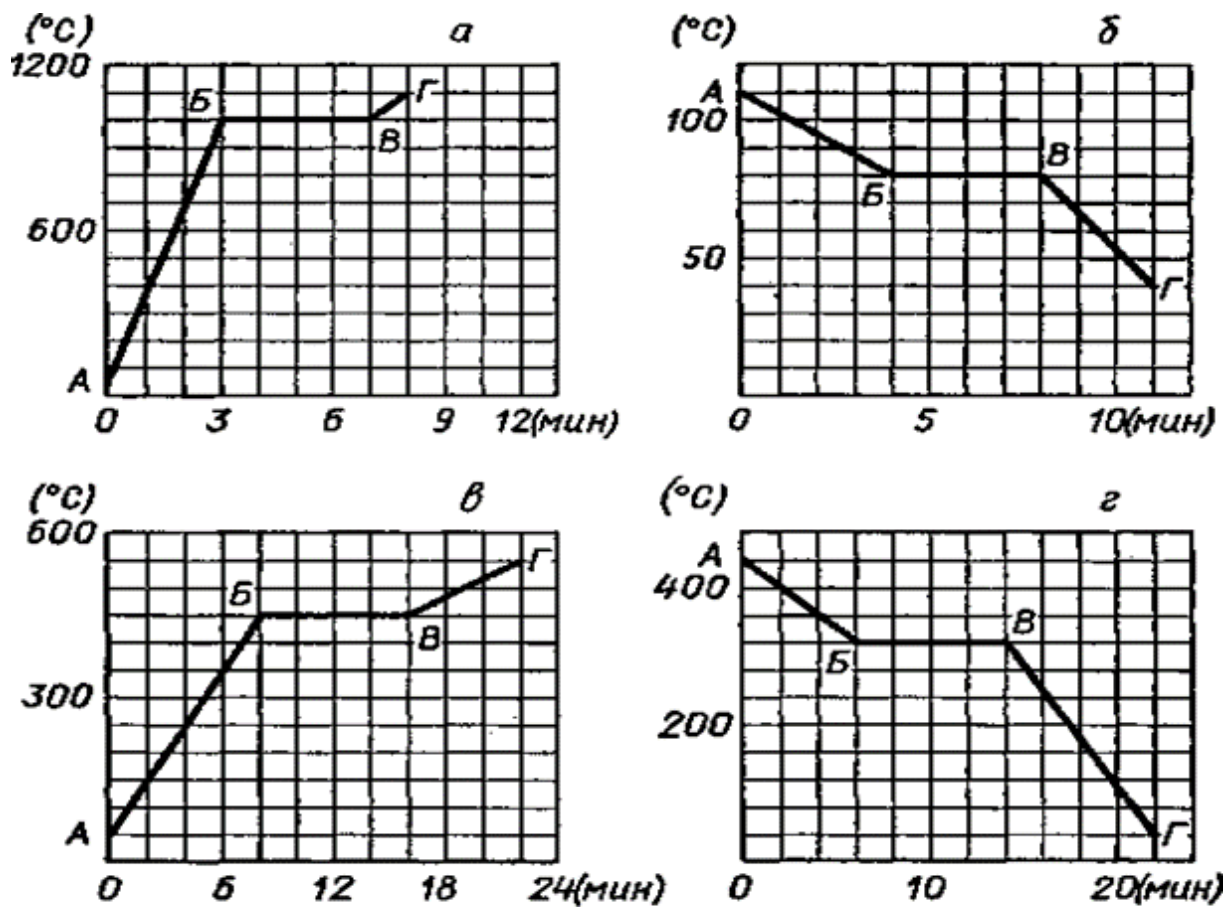 (°C) а
1200
Б
Г
В
600
А
0 3 6 9 12(мин)
(°C) б
А
100
В
Б
50
Г
0 5 10(мин)
(°C) в
600
Б
Г
В
300
А
0 6 12 18 24(мин)
(°C) г
А
400
В
Б
200
Г
0 10 20(мин)